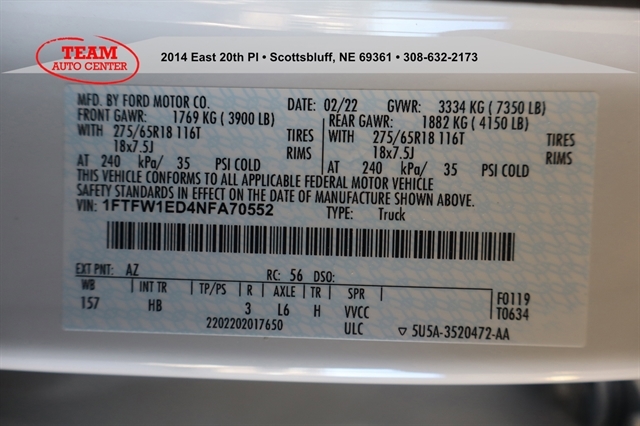 TEAM
AUTO CENTER
2014 East 20th Pl • Scottsbluff, NE 69361 • 308-632-2173
MFD. BY FORD MOTOR CO. DATE: 02/22 GVWR: 3334 KG (7350 LB)
FRONT GAWR: 1769 KG (3900 LB) REAR GAWR: 1882 KG (4150 LB)
WITH 275/65R18 116T TIRES WITH 275/65R18 116T TIRES
18x7.5J RIMS 18x7.5J RIMS
AT 240 kPa/ 35 PSI COLD AT 240 kPa/ 35 PSI COLD
THIS VEHICLE CONFORMS TO ALL APPLICABLE FEDERAL MOTOR VEHICLE
SAFETY STANDARDS IN EFFECT ON THE DATE OF MANUFACTURE SHOWN ABOVE.
VIN: 1FTFW1ED4NFA70552 TYPE: Truck
EXT PNT: AZ RC: 56 DSO:
WB INT TR TP/PS R AXLE TR SPR F0119
157 HB 3 L6 H VVCC T0634
2202202017650 ULC ▽ 5U5A-3520472-AA